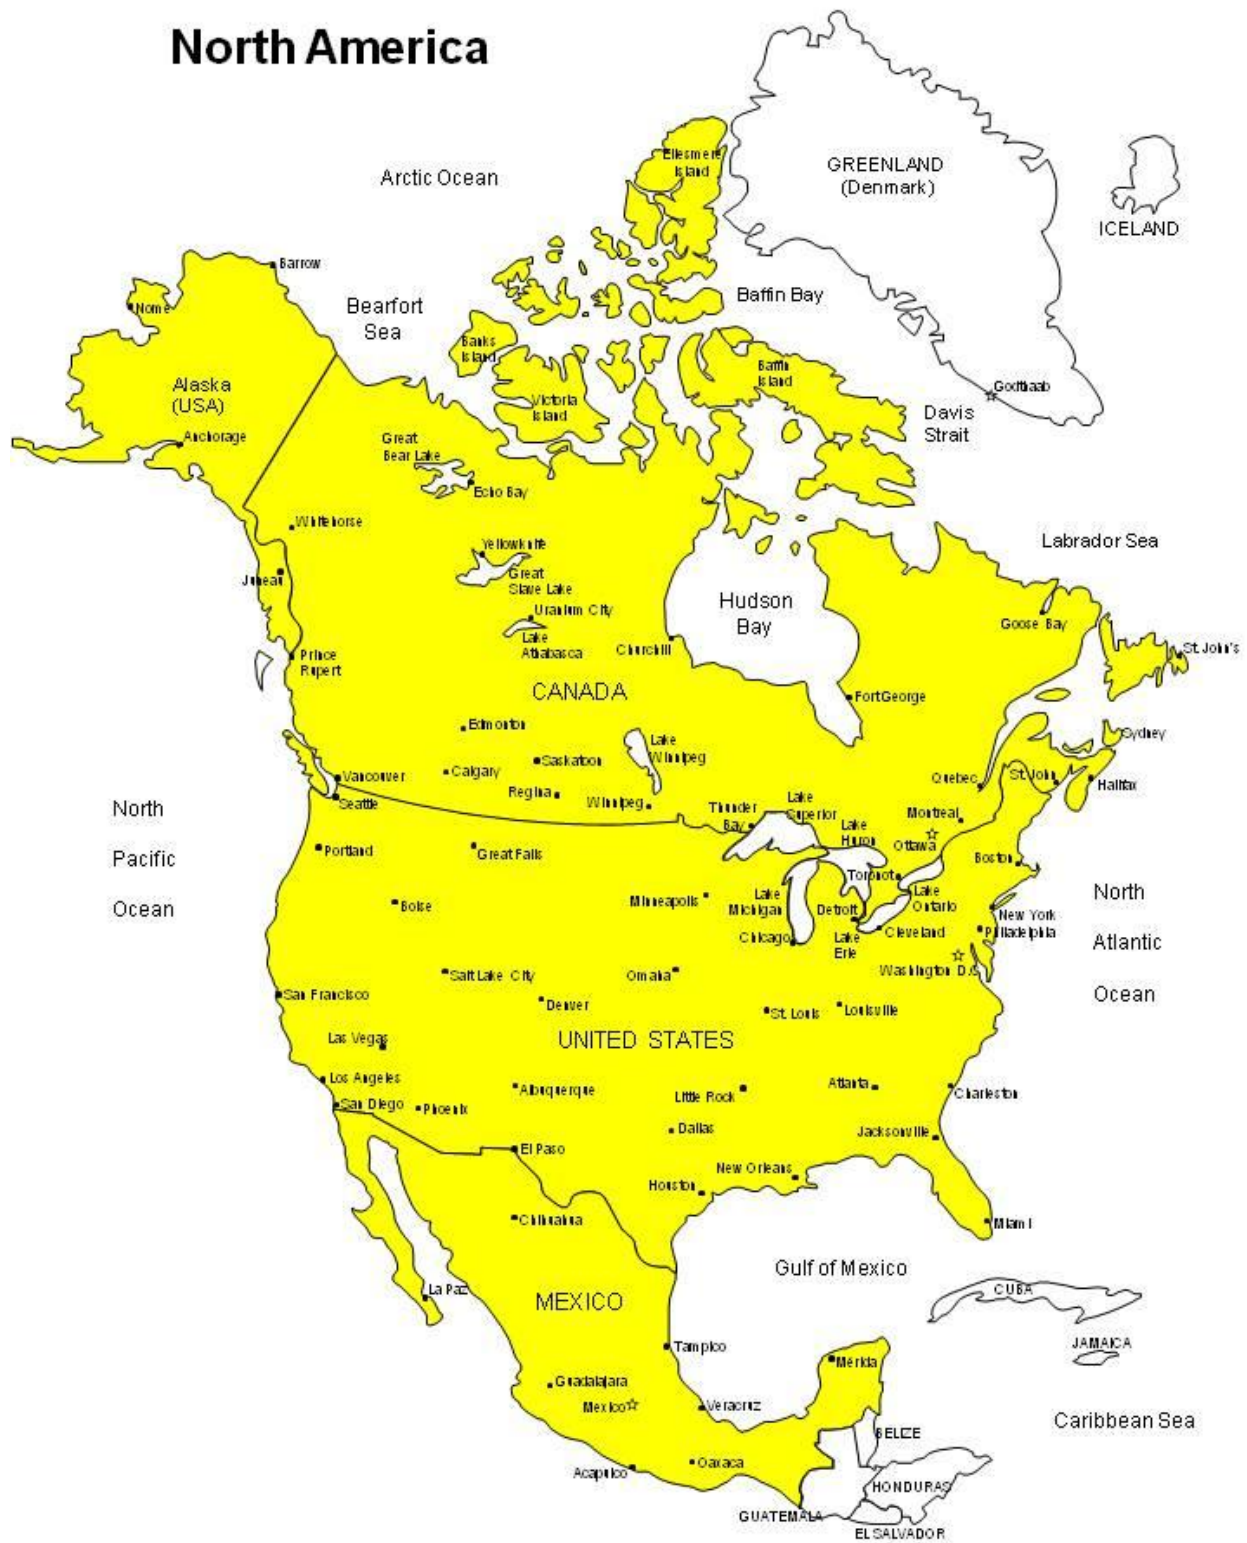 North America
Arctic Ocean
Ellesmere
Island
GREENLAND
(Denmark)
ICELAND
Barrow
Nome
Bearfort
Sea
Baffin Bay
Banks
Island
Baffin
Island
Alaska
(USA)
Victoria
Island
Godthaab
Davis
Strait
Anchorage
Great
Bear Lake
Echo Bay
Whitehorse
Labrador Sea
Yellowknife
Great
Slave Lake
Juneau
Hudson
Bay
Uranium City
Lake
Athabasca
Churchill
Goose Bay
St. John's
Prince
Rupert
CANADA
Fort George
Edmonton
Lake
Winnipeg
Sydney
Saskatoon
Calgary
Vancouver
Quebec
St. John
Halifax
Regina
Winnipeg
Seattle
Thunder
Bay
Lake
Superior
Montreal
North
Pacific
Ocean
Lake
Huron
Ottawa
Portland
Great Falls
Boston
Toronot
Boise
Minneapolis
Lake
Michigan
Detroit
Lake
Ontario
North
Atlantic
Ocean
New York
Philadelphia
Chicago
Lake
Erie
Cleveland
Washington D.C
Salt Lake City
Omaha
San Francisco
Denver
St. Louis
Louisville
Las Vegas
UNITED STATES
Los Angeles
Albuquerque
Little Rock
Atlanta
Charleston
San Diego
Phoenix
Dallas
Jacksonville
El Paso
New Orleans
Houston
Chihuahua
Miami
Gulf of Mexico
La Paz
MEXICO
CUBA
JAMAICA
Tampico
Merida
Guadalajara
Mexico
Veracruz
Caribbean Sea
BELIZE
Acapulco
Oaxaca
HONDURAS
GUATEMALA
EL SALVADOR